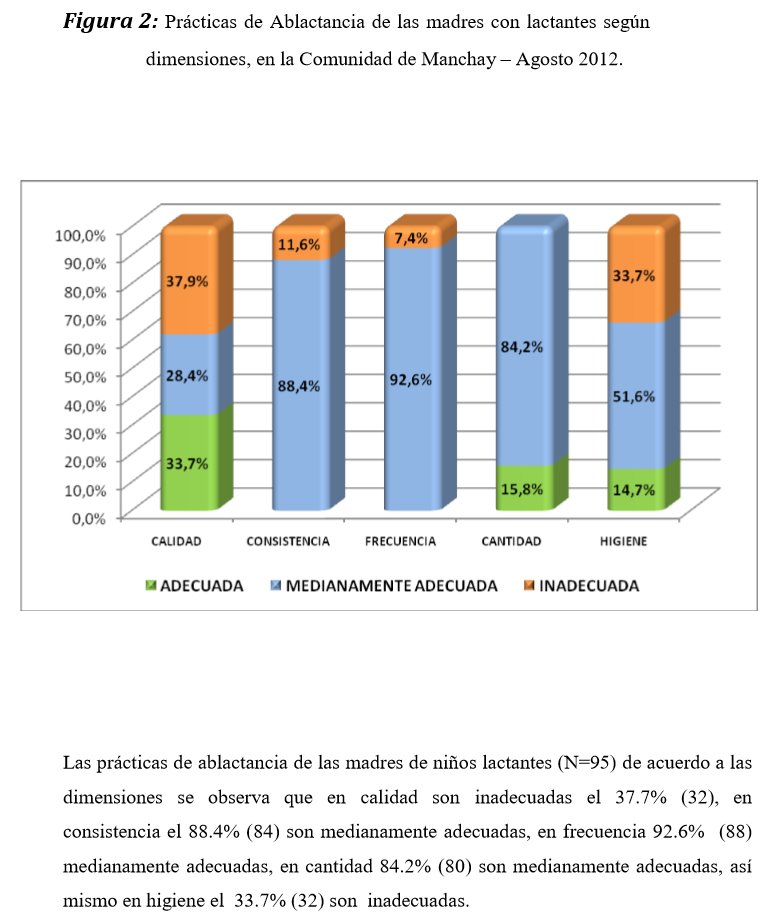 Figura 2: Prácticas de Ablactancia de las madres con lactantes según
dimensiones, en la Comunidad de Manchay – Agosto 2012.
100,0%
90,0%
80,0%
70,0%
60,0%
50,0%
40,0%
30,0%
20,0%
10,0%
0,0%
37,9%
28,4%
33,7%
11,6%
88,4%
7,4%
92,6%
84,2%
15,8%
33,7%
51,6%
14,7%
CALIDAD CONSISTENCIA FRECUENCIA CANTIDAD HIGIENE
ADECUADA MEDIANAMENTE ADECUADA INADECUADA
Las prácticas de ablactancia de las madres de niños lactantes (N=95) de acuerdo a las
dimensiones se observa que en calidad son inadecuadas el 37.7% (32), en
consistencia el 88.4% (84) son medianamente adecuadas, en frecuencia 92.6% (88)
medianamente adecuadas, en cantidad 84.2% (80) son medianamente adecuadas, así
mismo en higiene el 33.7% (32) son inadecuadas.